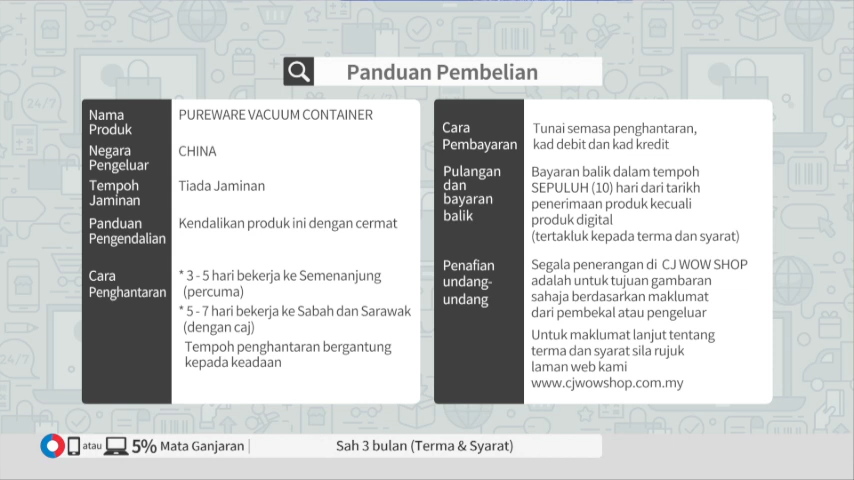 Panduan Pembelian
Nama
Produk
PUREWARE VACUUM CONTAINER
Negara
Pengeluar
CHINA
Tempoh
Jaminan
Tiada Jaminan
Panduan
Pengendalian
Kendalikan produk ini dengan cermat
Cara
Penghantaran
* 3 - 5 hari bekerja ke Semenanjung
(percuma)
* 5 - 7 hari bekerja ke Sabah dan Sarawak
(dengan caj)
Tempoh penghantaran bergantung
kepada keadaan
Cara
Pembayaran
Tunai semasa penghantaran,
kad debit dan kad kredit
Pulangan
dan
bayaran
balik
Bayaran balik dalam tempoh
SEPULUH (10) hari dari tarikh
penerimaan produk kecuali
produk digital
(tertakluk kepada terma dan syarat)
Penafian
undang-
undang
Segala penerangan di CJ WOW SHOP
adalah untuk tujuan gambaran
sahaja berdasarkan maklumat
dari pembekal atau pengeluar
Untuk maklumat lanjut tentang
terma dan syarat sila rujuk
laman web kami
www.cjwowshop.com.my
atau 5% Mata Ganjaran | Sah 3 bulan (Terma & Syarat)
24/7
24/7